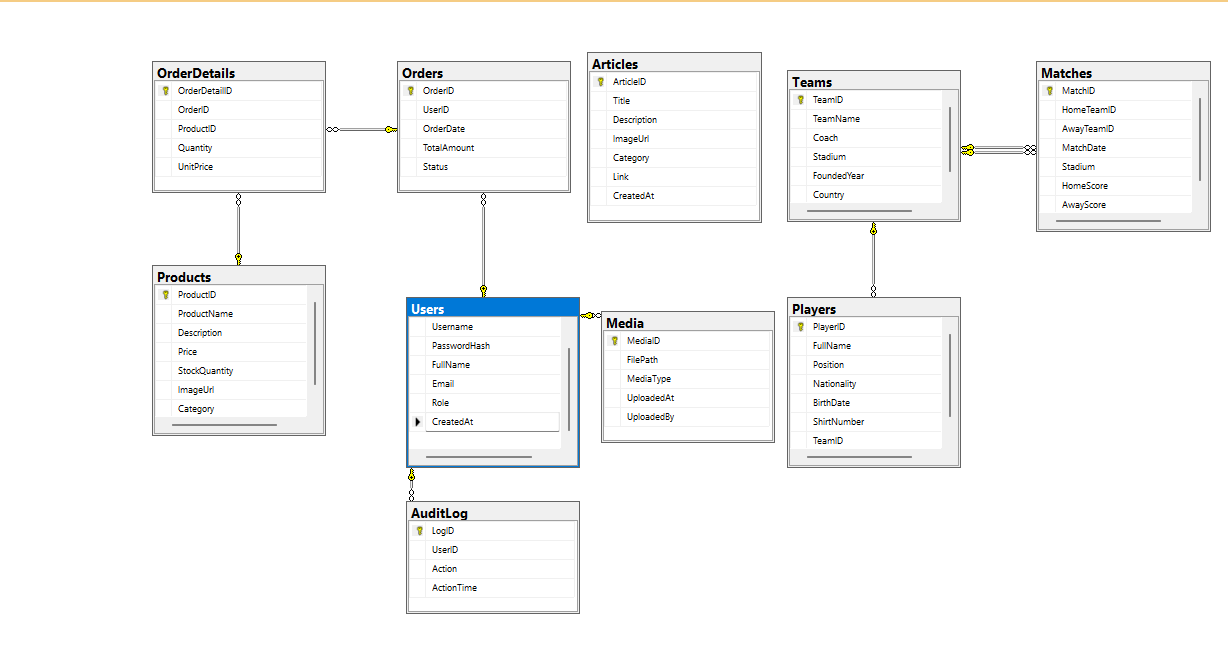 OrderDetails
OrderDetailID
OrderID
ProductID
Quantity
UnitPrice
Orders
OrderID
UserID
OrderDate
TotalAmount
Status
Articles
ArticleID
Title
Description
ImageUrl
Category
Link
CreatedAt
Teams
TeamID
TeamName
Coach
Stadium
FoundedYear
Country
Matches
MatchID
HomeTeamID
AwayTeamID
MatchDate
Stadium
HomeScore
AwayScore
Products
ProductID
ProductName
Description
Price
StockQuantity
ImageUrl
Category
Users
Username
PasswordHash
FullName
Email
Role
CreatedAt
Media
MediaID
FilePath
MediaType
UploadedAt
UploadedBy
Players
PlayerID
FullName
Position
Nationality
BirthDate
ShirtNumber
TeamID
AuditLog
LogID
UserID
Action
ActionTime